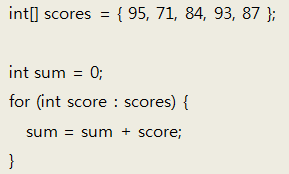 int[] scores = { 95, 71, 84, 93, 87 };
int sum = 0;
for (int score : scores) {
sum = sum + score;
}